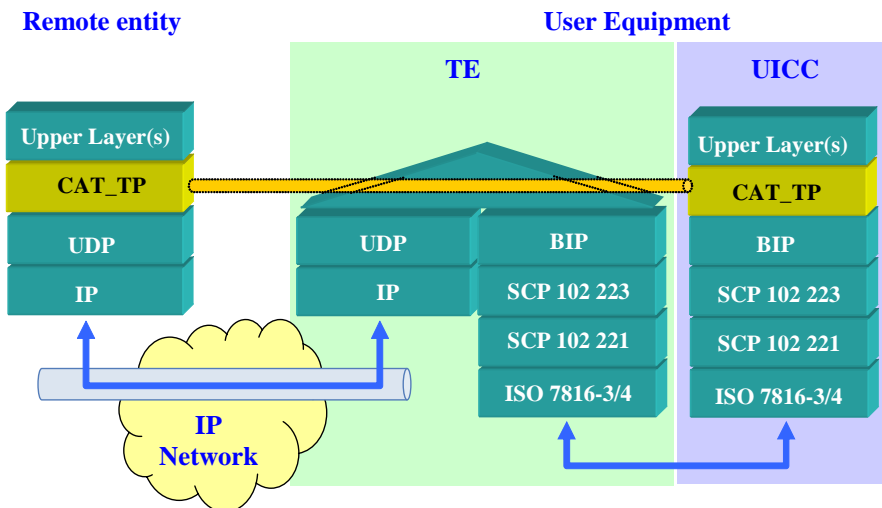 Remote entity
User Equipment
TE
UICC
Upper Layer(s)
CAT_TP
UDP
IP
UDP
IP
BIP
SCP 102 223
SCP 102 221
ISO 7816-3/4
Upper Layer(s)
CAT_TP
BIP
SCP 102 223
SCP 102 221
ISO 7816-3/4
IP
Network